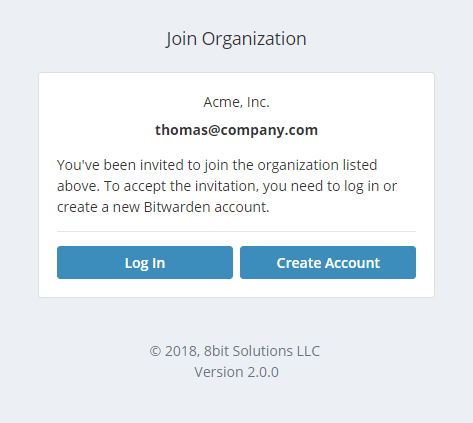 Join Organization
Acme, Inc.
thomas@company.com
You've been invited to join the organization listed
above. To accept the invitation, you need to log in or
create a new Bitwarden account.
Log In
Create Account
© 2018, 8bit Solutions LLC
Version 2.0.0